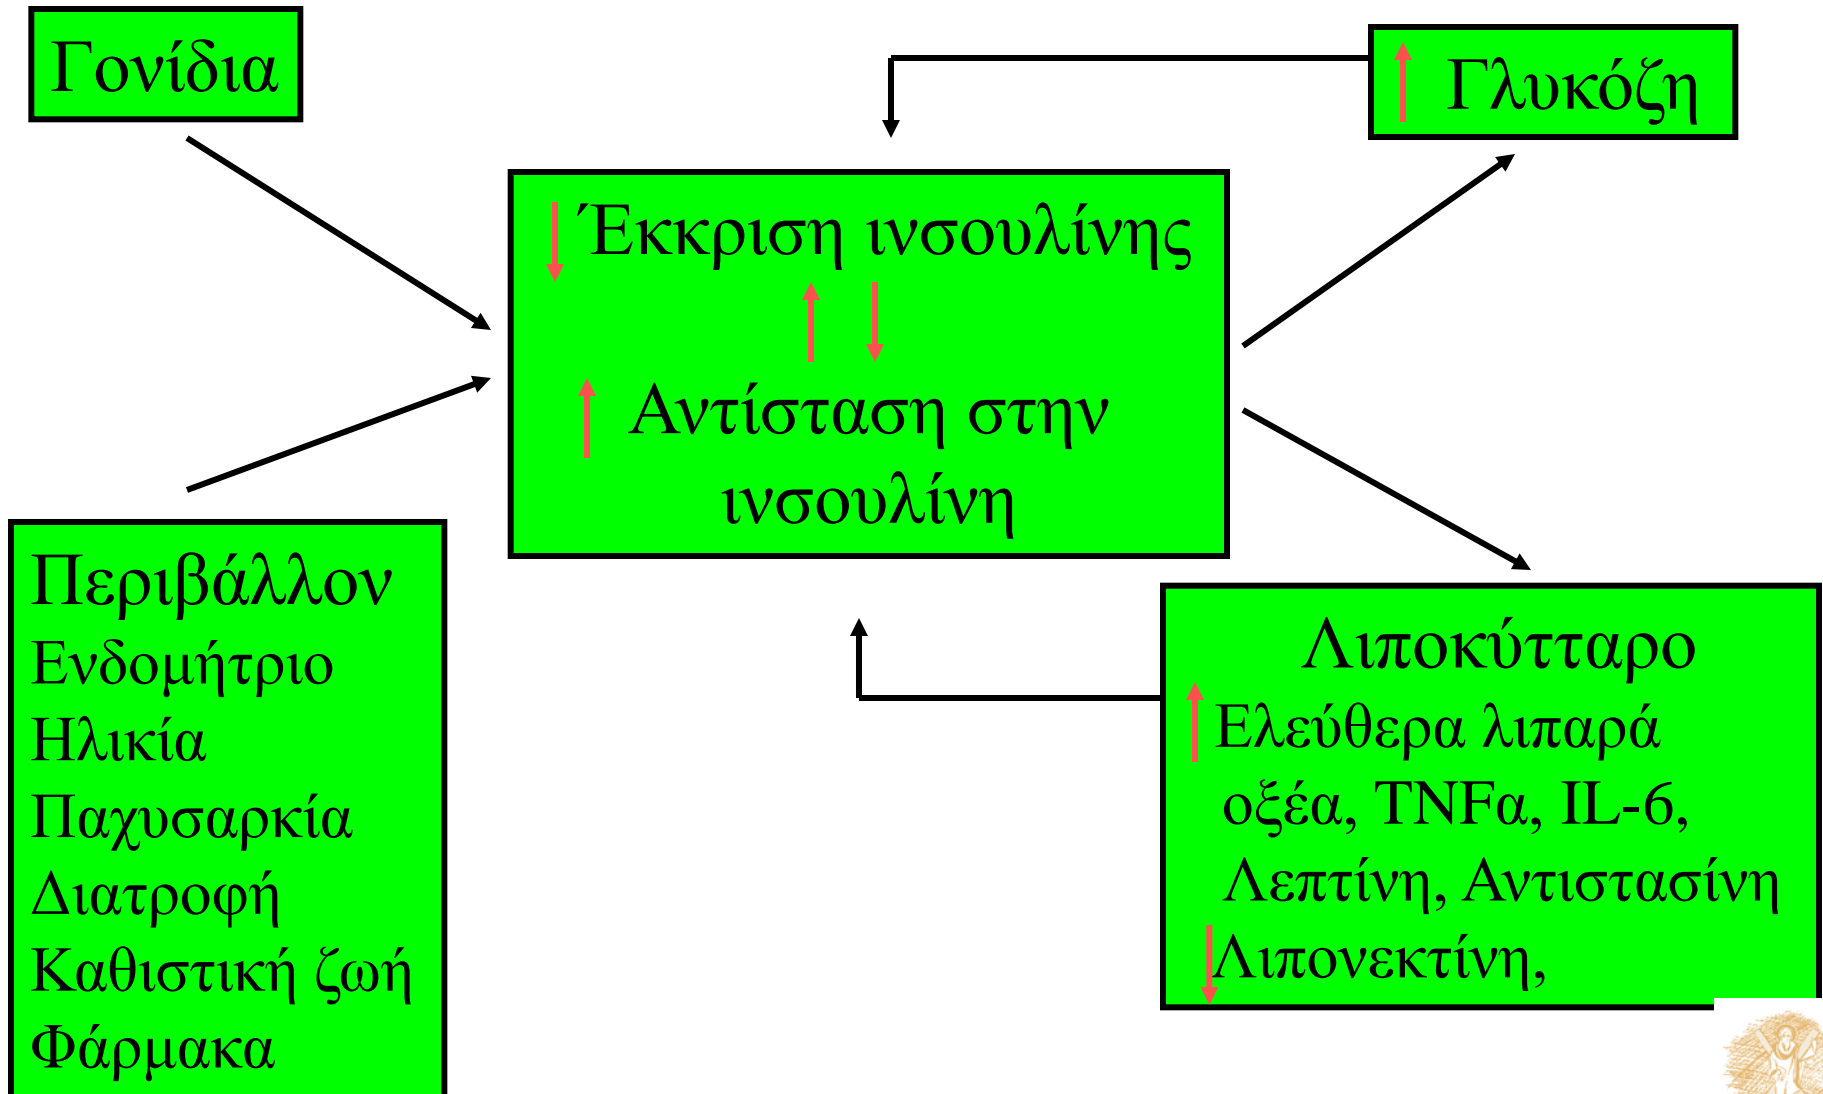 Γονίδια
Γλυκόζη
Έκκριση ινσουλίνης
Αντίσταση στην
ινσουλίνη
Περιβάλλον
Ενδομήτριο
Ηλικία
Παχυσαρκία
Διατροφή
Καθιστική ζωή
Φάρμακα
Λιποκύτταρο
Ελεύθερα λιπαρά
οξέα, TNFα, IL-6,
Λεπτίνη, Αντιστασίνη
Λιπονεκτίνη,